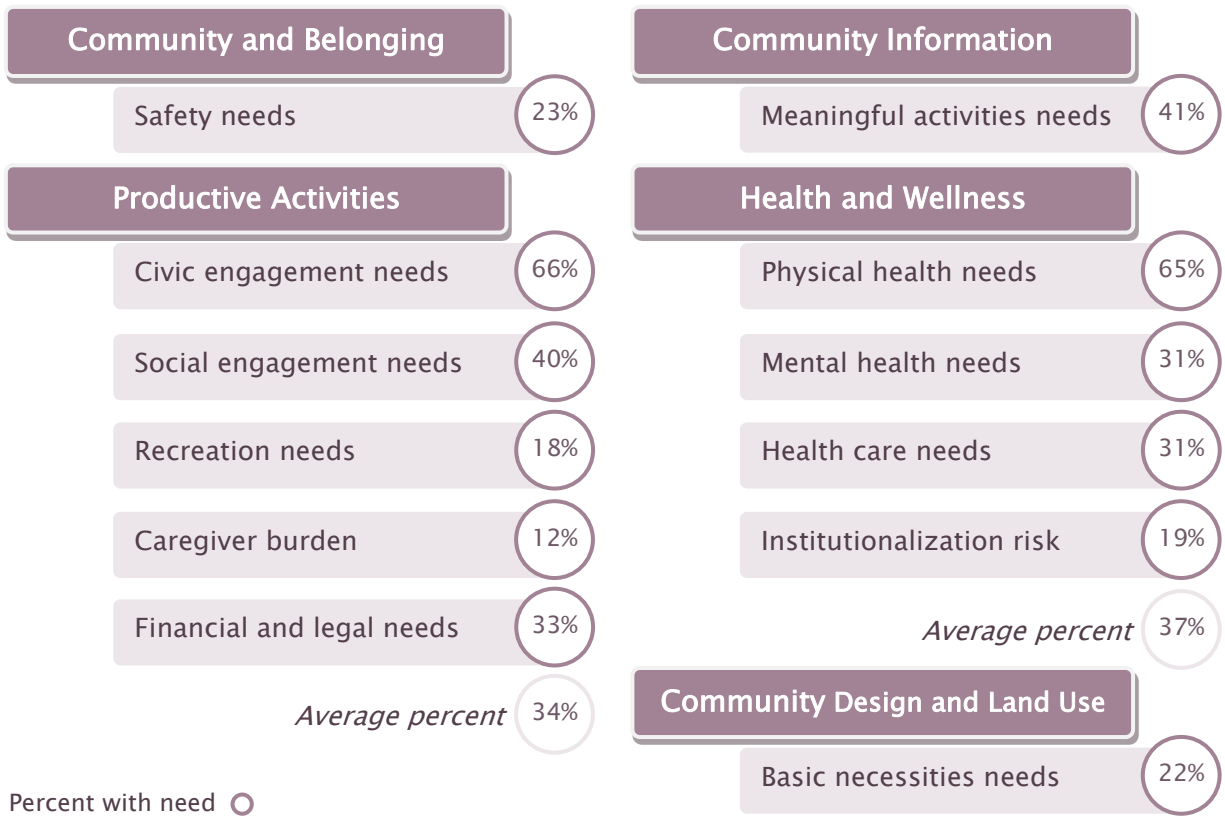 Community and Belonging
Safety needs 23%
Productive Activities
Civic engagement needs 66%
Social engagement needs 40%
Recreation needs 18%
Caregiver burden 12%
Financial and legal needs 33%
Average percent 34%
Percent with need
Community Information
Meaningful activities needs 41%
Health and Wellness
Physical health needs 65%
Mental health needs 31%
Health care needs 31%
Institutionalization risk 19%
Average percent 37%
Community Design and Land Use
Basic necessities needs 22%